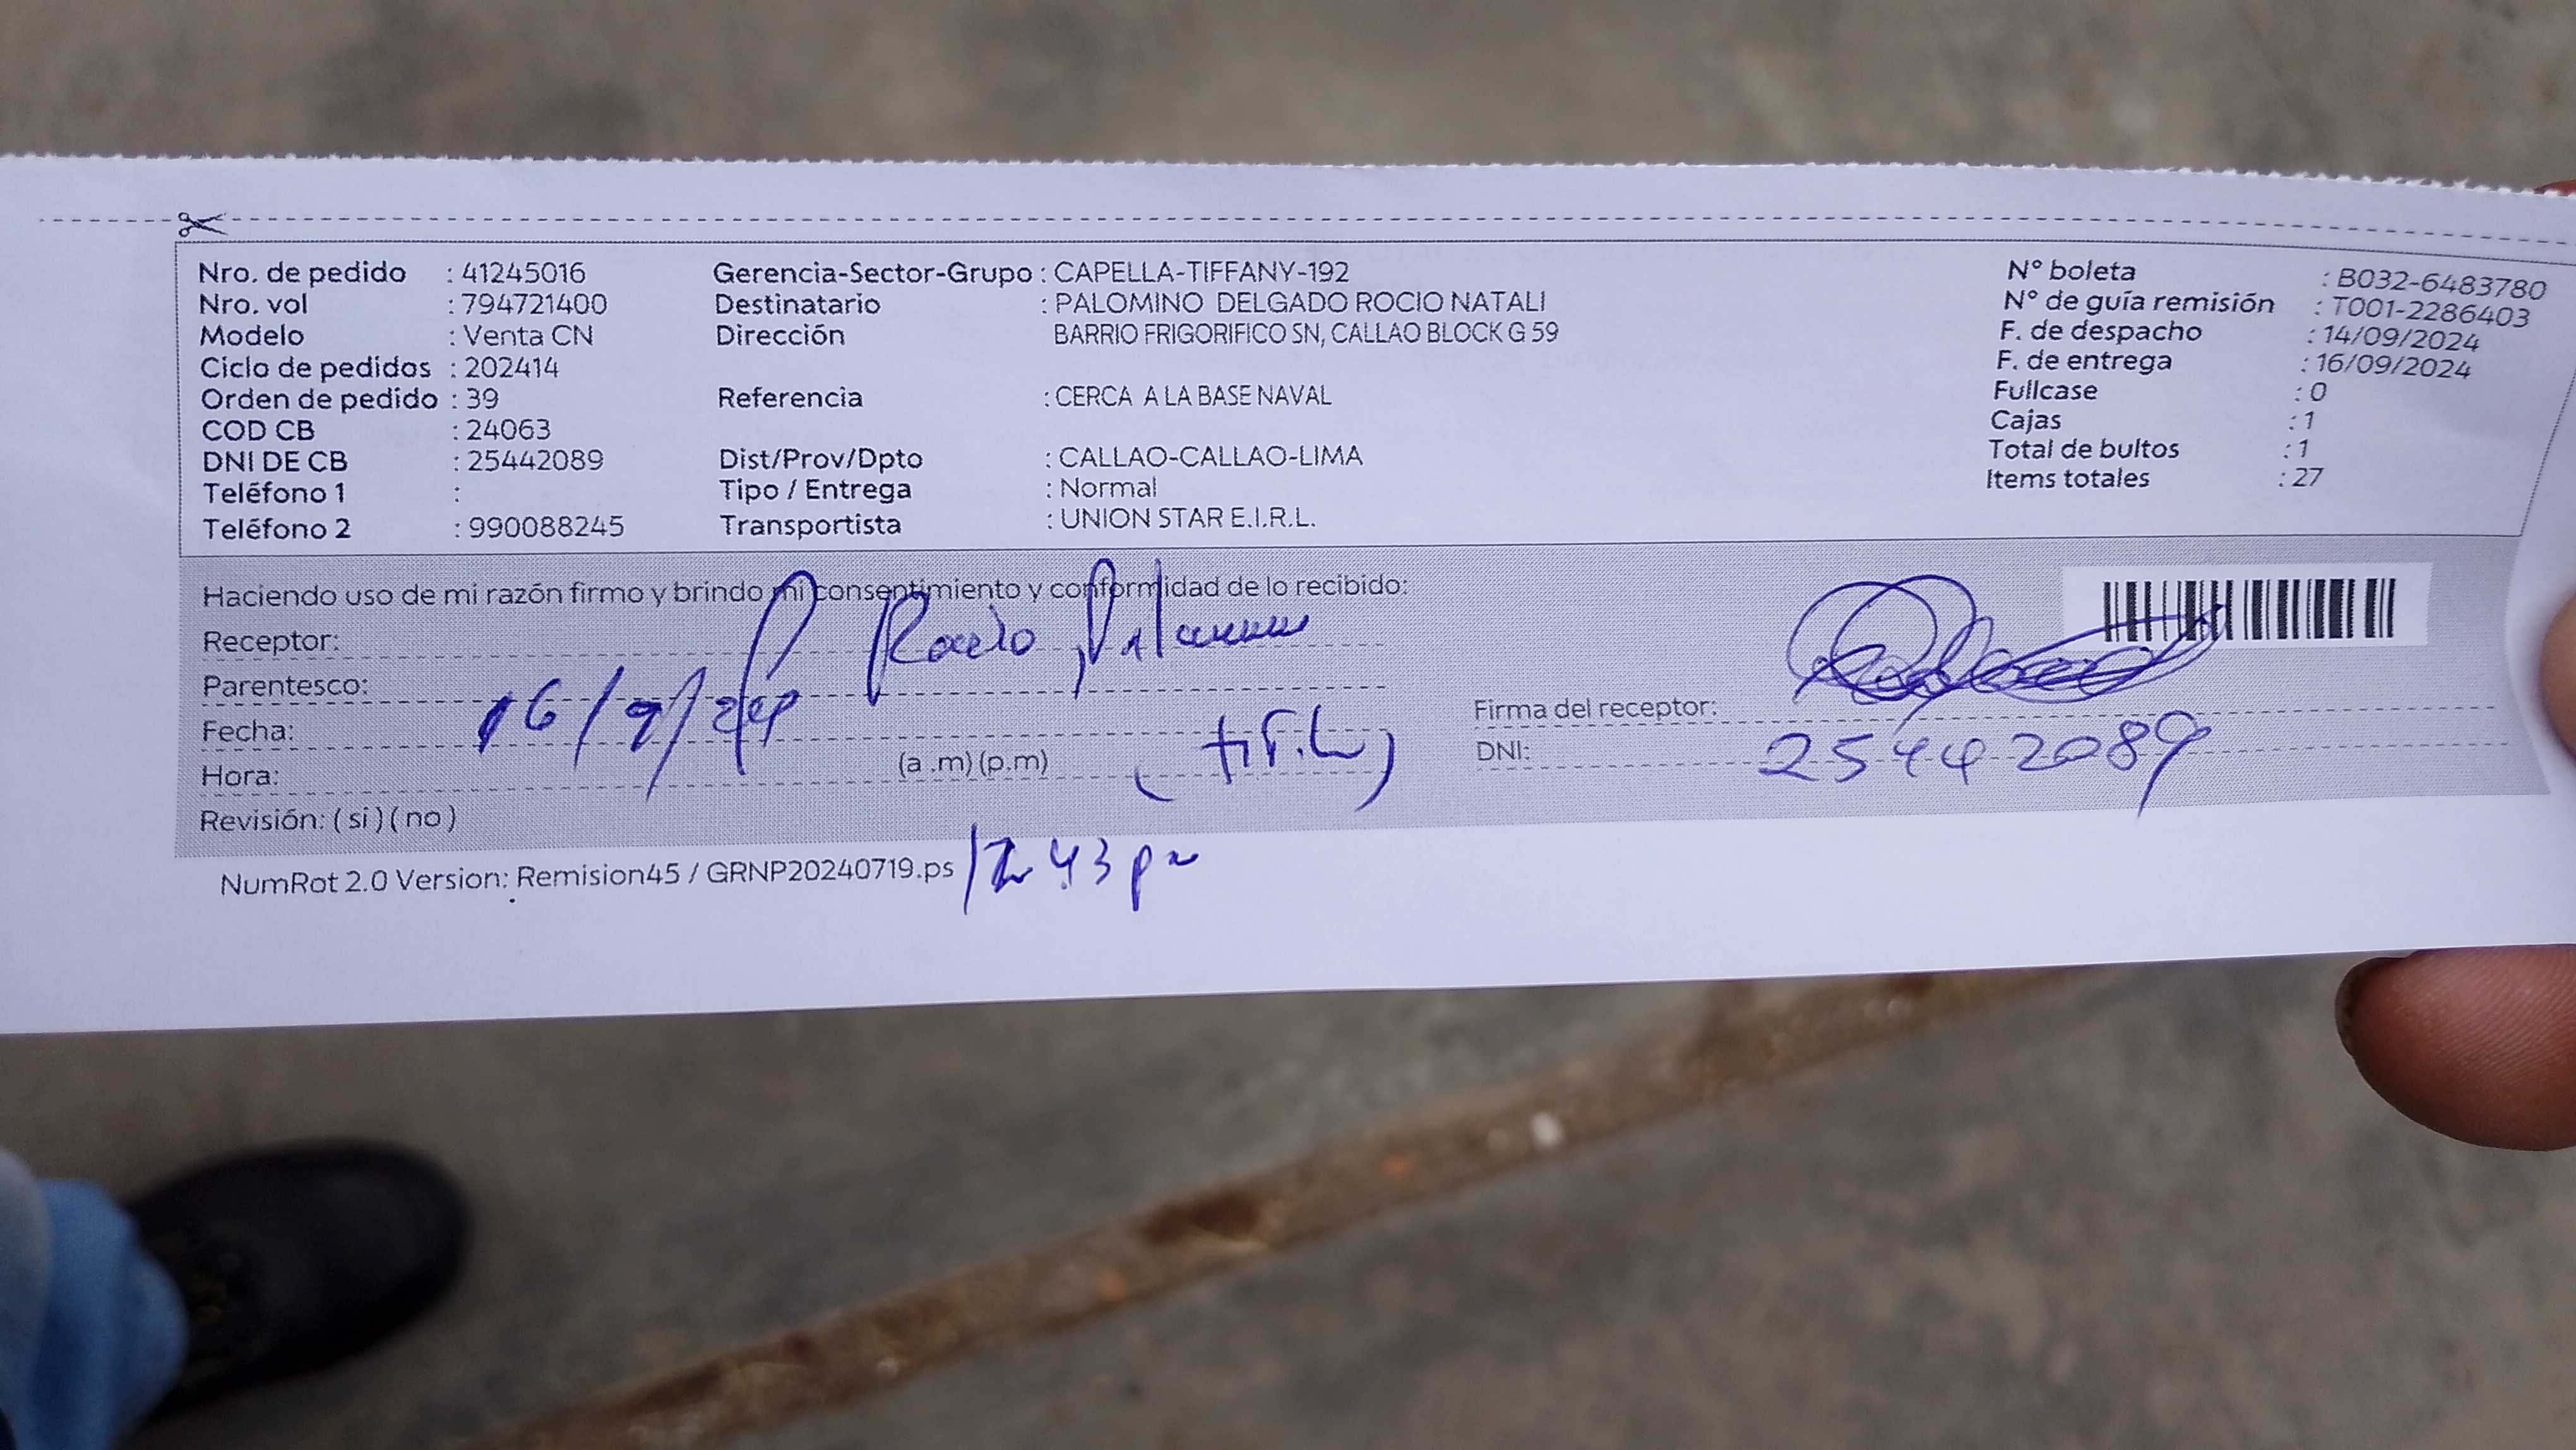 Nro. de pedido : 41245016
Nro. vol : 794721400
Modelo : Venta CN
Ciclo de pedidos : 202414
Orden de pedido : 39
COD CB : 24063
DNI DE CB : 25442089
Teléfono 1 :
Teléfono 2 : 990088245
Gerencia-Sector-Grupo : CAPELLA-TIFFANY-192
Destinatario : PALOMINO DELGADO ROCIO NATALI
Dirección BARRIO FRIGORIFICO SN, CALLAO BLOCK G 59
Referencia : CERCA A LA BASE NAVAL
Dist/Prov/Dpto : CALLAO-CALLAO-LIMA
Tipo / Entrega : Normal
Transportista : UNION STAR E.I.R.L.
N° boleta : B032-6483780
N° de guía remisión : T001-2286403
F. de despacho : 14/09/2024
F. de entrega : 16/09/2024
Fullcase : 0
Cajas : 1
Total de bultos : 1
Items totales : 27
Haciendo uso de mi razón firmo y brindo mi consentimiento y conformidad de lo recibido:
Receptor: Rocio Palomino
Parentesco:
Fecha: 16/9/24
Hora: (a .m) (p.m)
Revisión: ( si ) ( no )
Firma del receptor:
DNI: 25442089
NumRot 2.0 Version: Remision45 / GRNP20240719.ps
12 43 pm